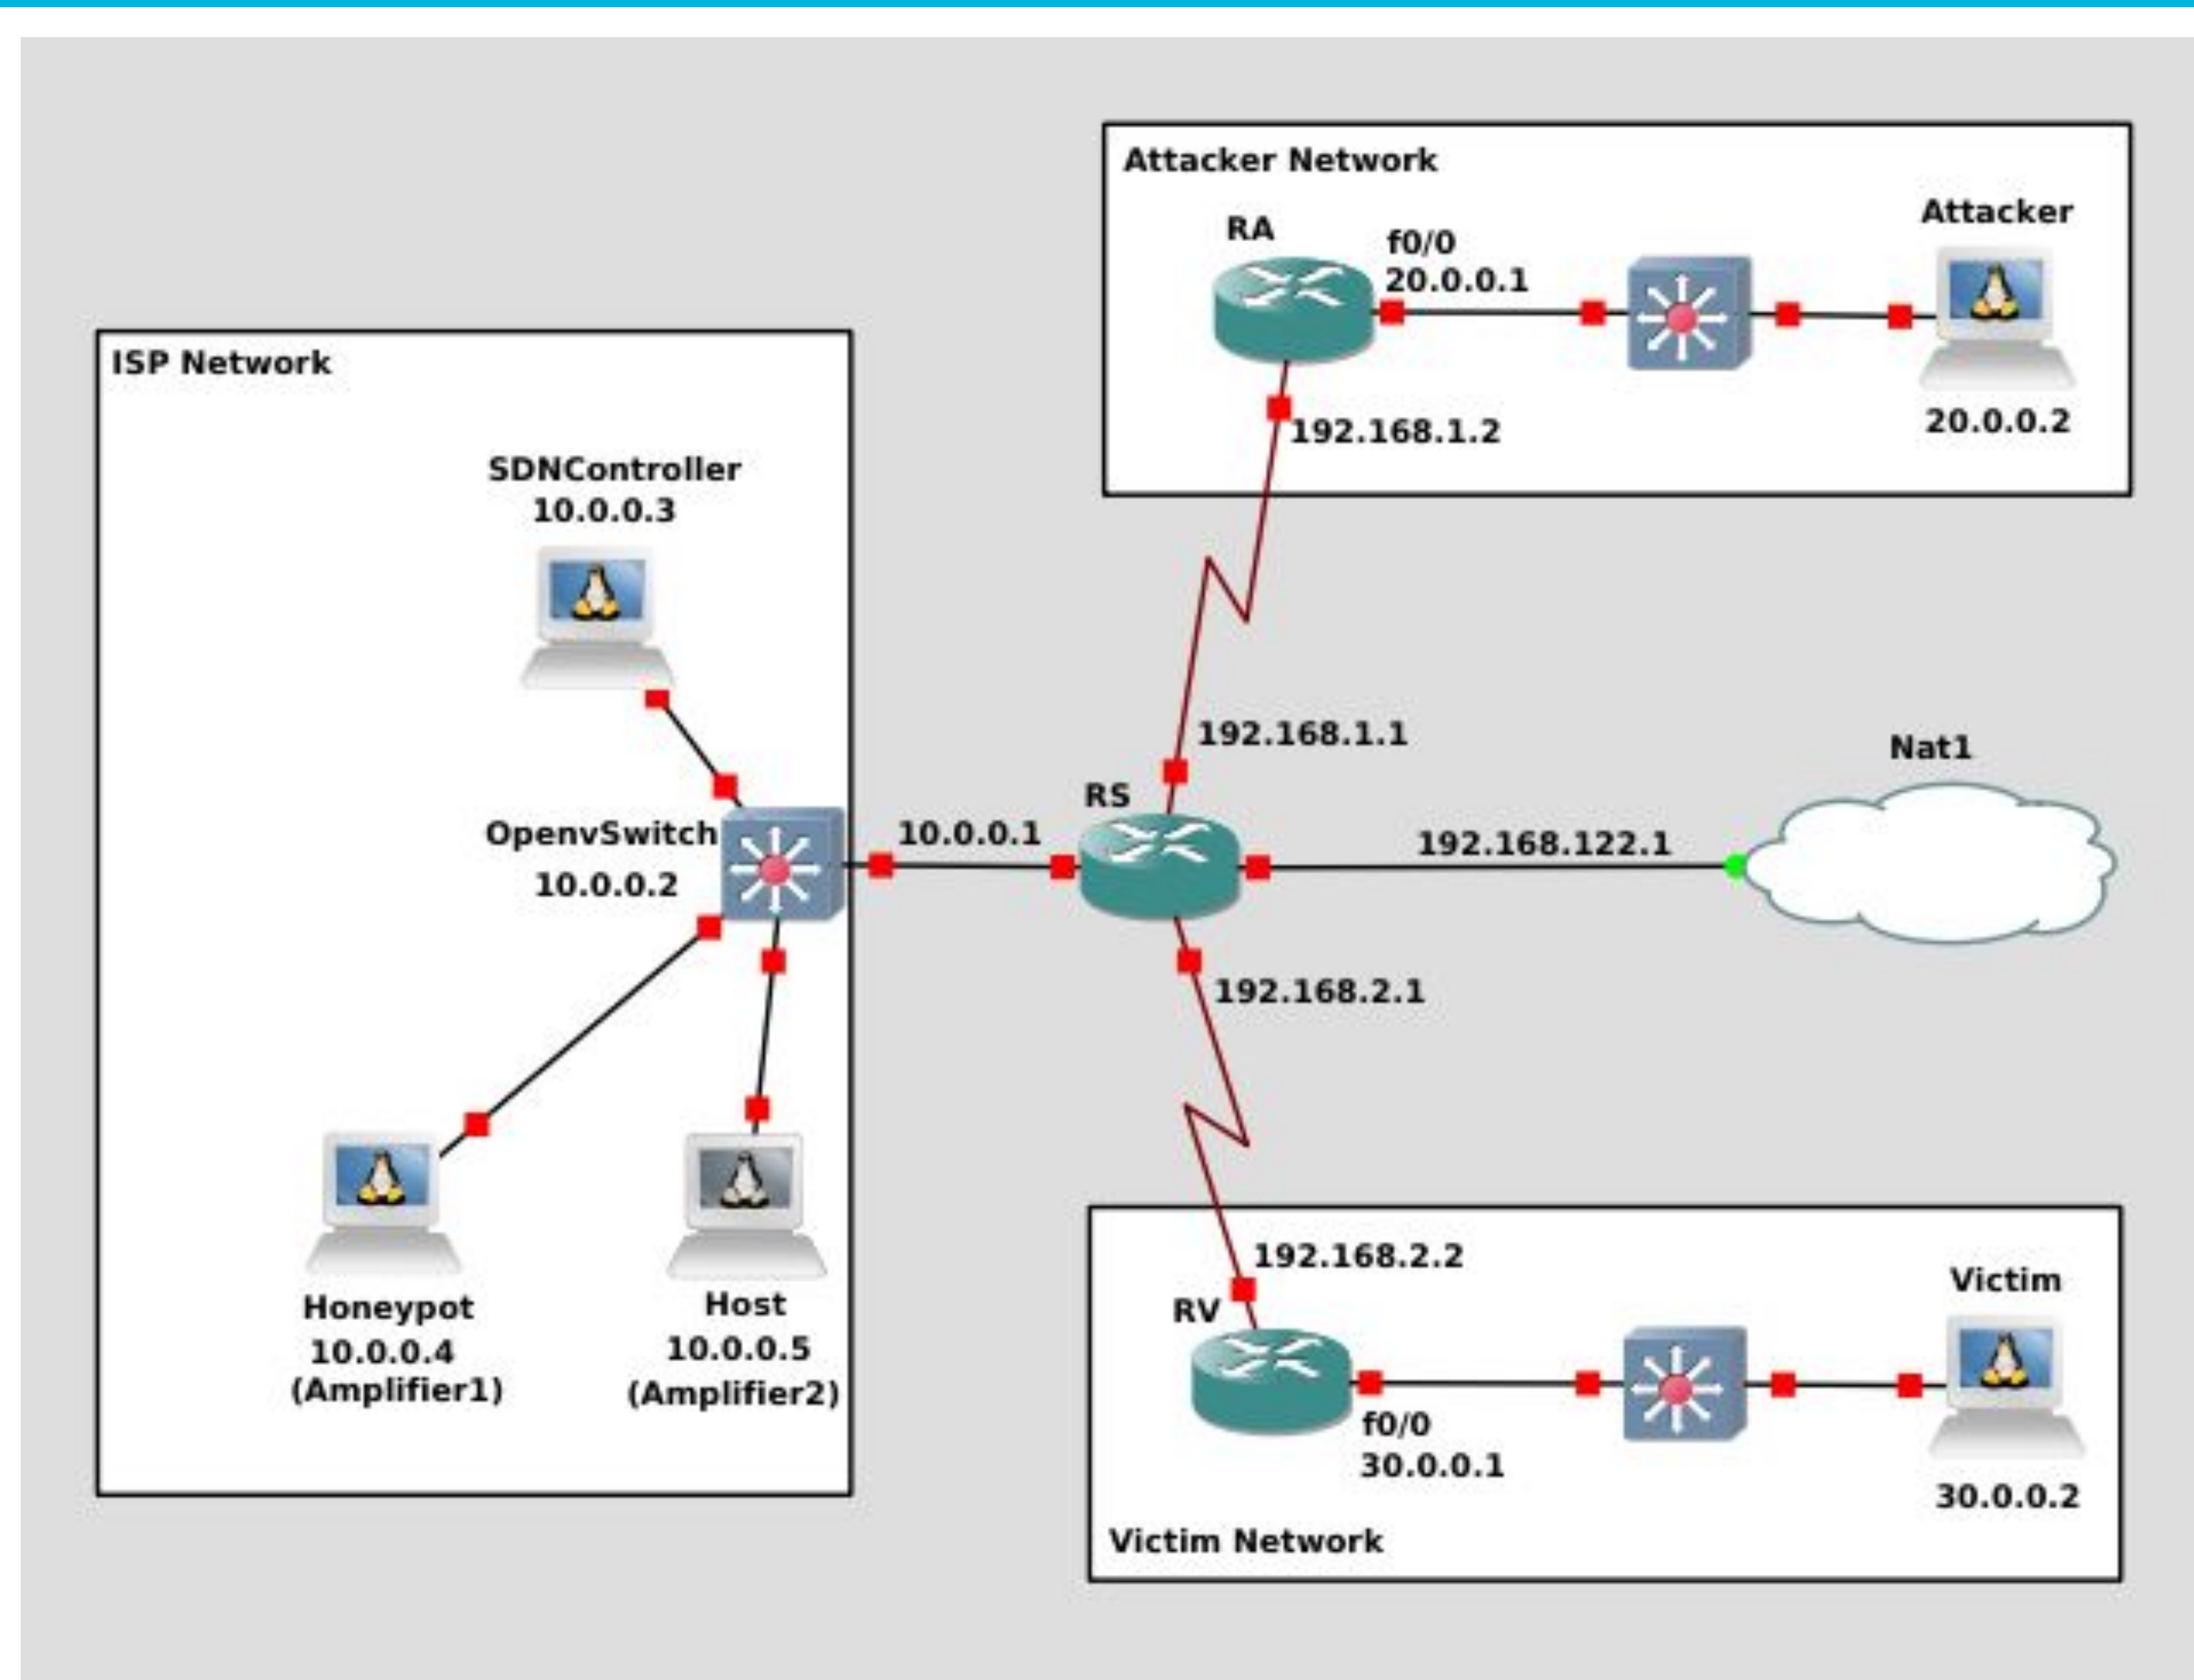 Attacker Network
Attacker
RA
f0/0
20.0.0.1
20.0.0.2
192.168.1.2
ISP Network
SDNController
10.0.0.3
192.168.1.1
Nat1
RS
OpenvSwitch
10.0.0.1
192.168.122.1
10.0.0.2
192.168.2.1
192.168.2.2
Victim
RV
Honeypot
10.0.0.4
(Amplifier1)
Host
10.0.0.5
(Amplifier2)
f0/0
30.0.0.1
30.0.0.2
Victim Network